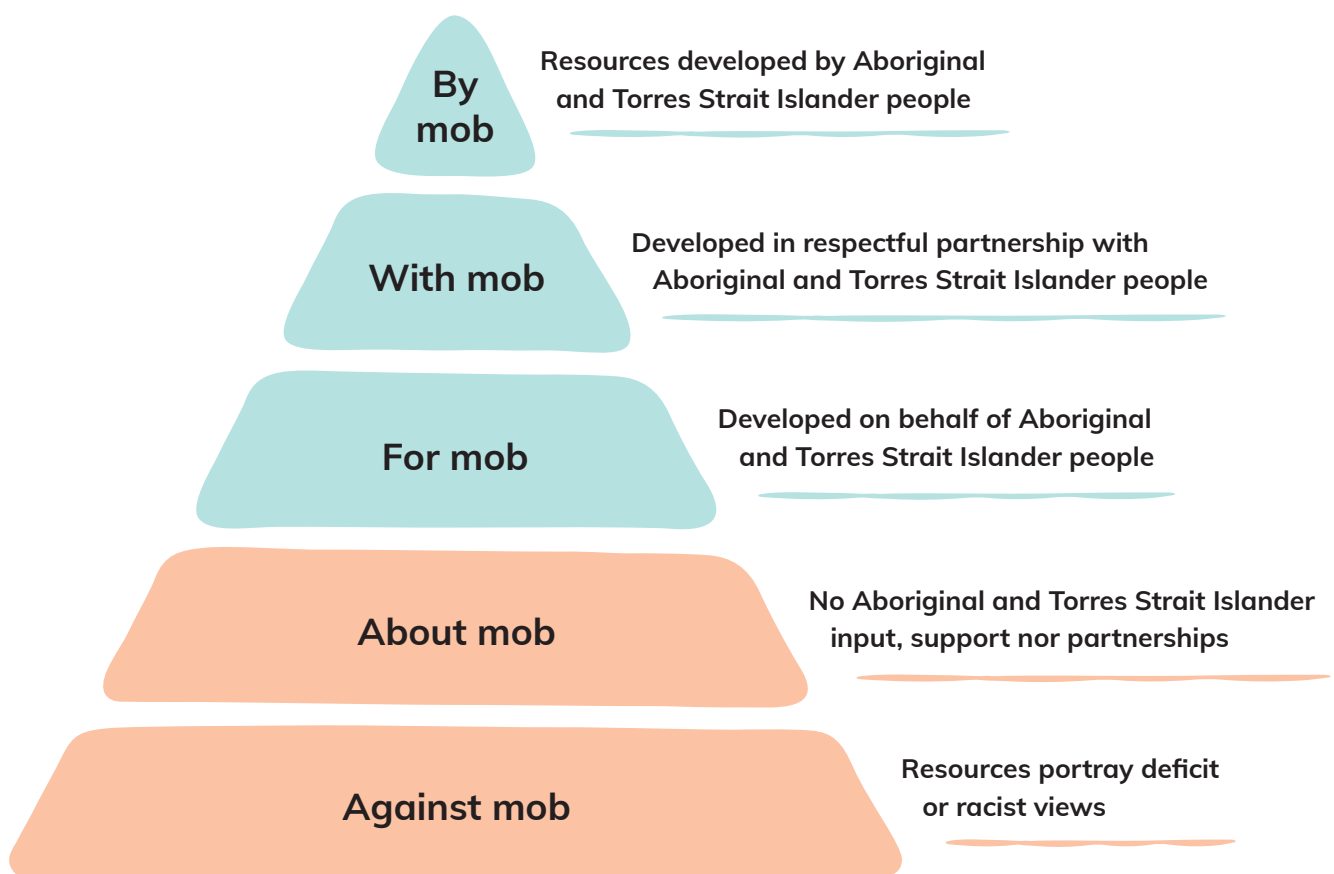 By
mob
Resources developed by Aboriginal
and Torres Strait Islander people
With mob
Developed in respectful partnership with
Aboriginal and Torres Strait Islander people
For mob
Developed on behalf of Aboriginal
and Torres Strait Islander people
About mob
No Aboriginal and Torres Strait Islander
input, support nor partnerships
Against mob
Resources portray deficit
or racist views